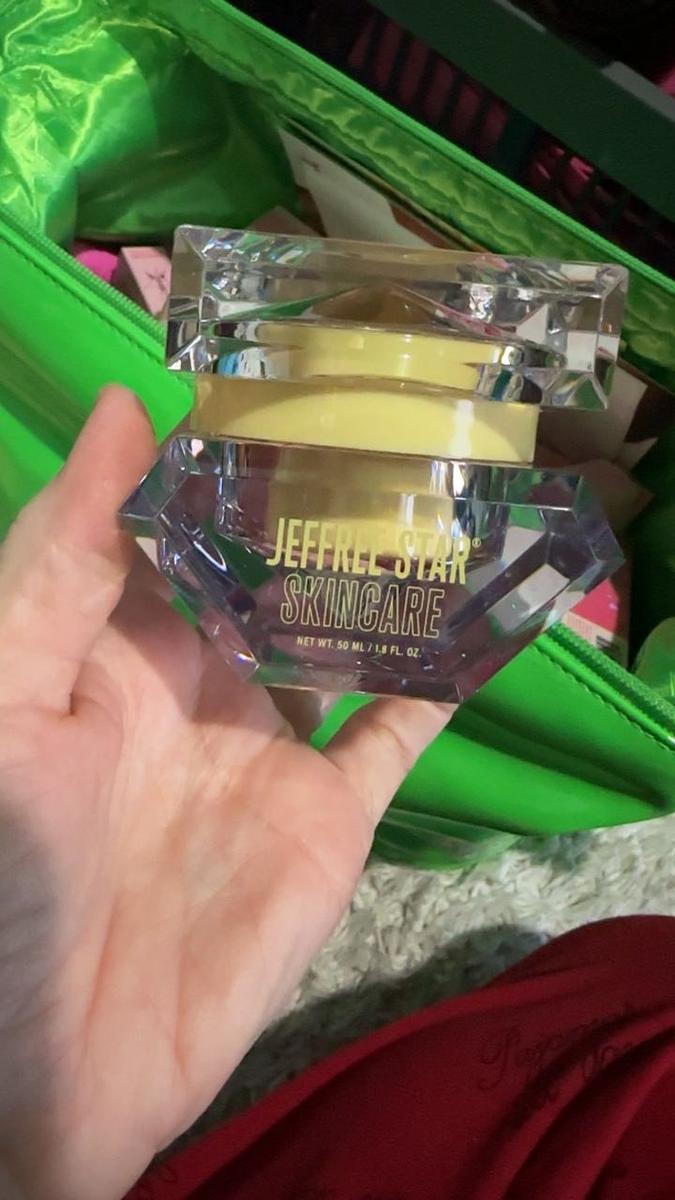 JEFFREE STAR®
SKINCARE
NET WT. 50 ML / 1.8 FL. OZ.